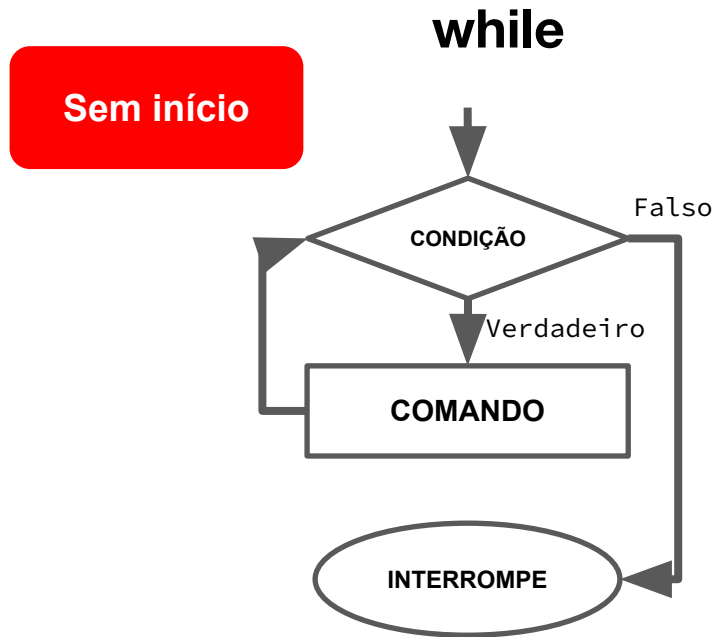 while
Sem início
Falso
CONDIÇÃO
Verdadeiro
COMANDO
INTERROMPE